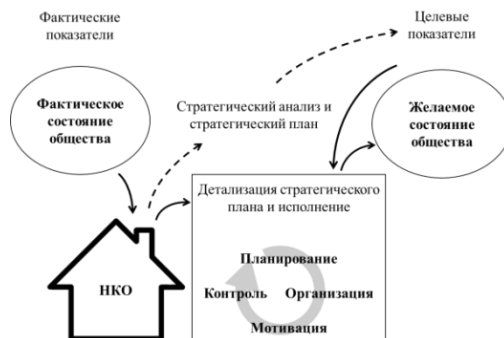 Фактические
показатели
Целевые
показатели
Фактическое
состояние
общества
Стратегический анализ и
стратегический план
Желаемое
состояние
общества
Детализация стратегического
плана и исполнение
НКО
Планирование
Контроль Организация
Мотивация